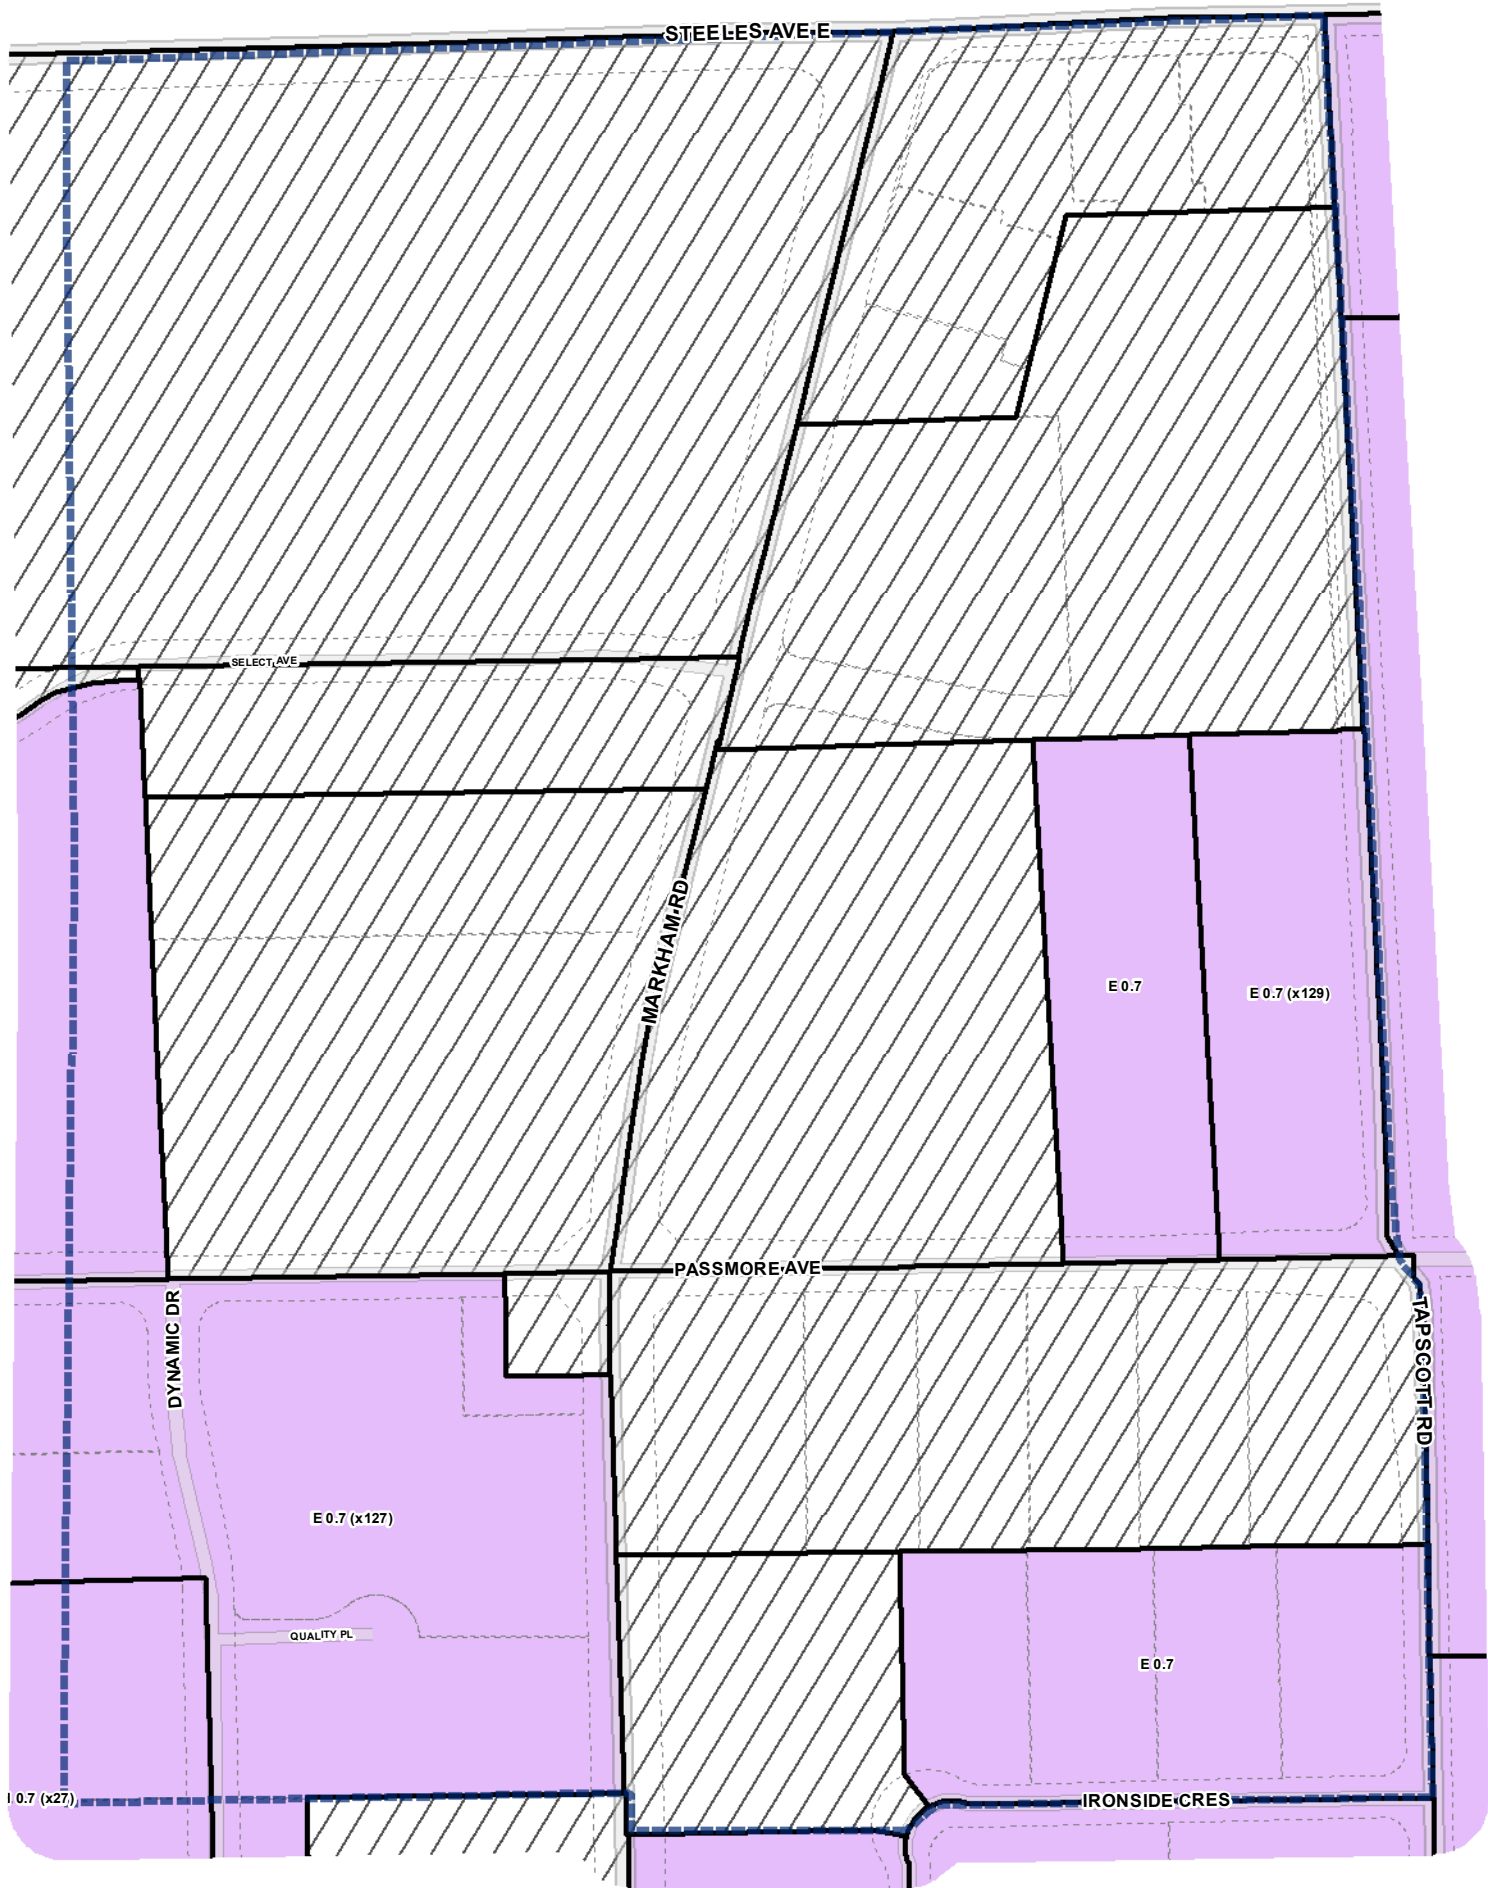 STEELES AVE E
SELECT AVE
MARKHAM RD
E 0.7
E 0.7 (x129)
PASSMORE AVE
DYNAMIC DR
TAPSCOTT RD
E 0.7 (x127)
QUALITY PL
E 0.7
0.7 (x27)
IRONSIDE CRES